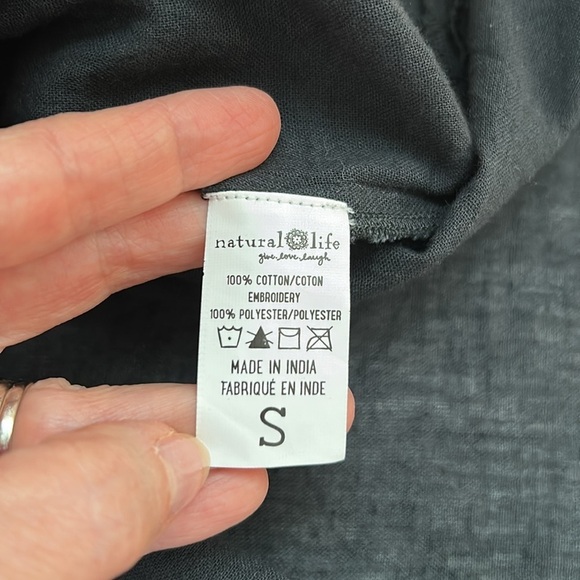 natural life
give.love.laugh
100% COTTON/COTON
EMBROIDERY
100% POLYESTER/POLYESTER
MADE IN INDIA
FABRIQUÉ EN INDE
S